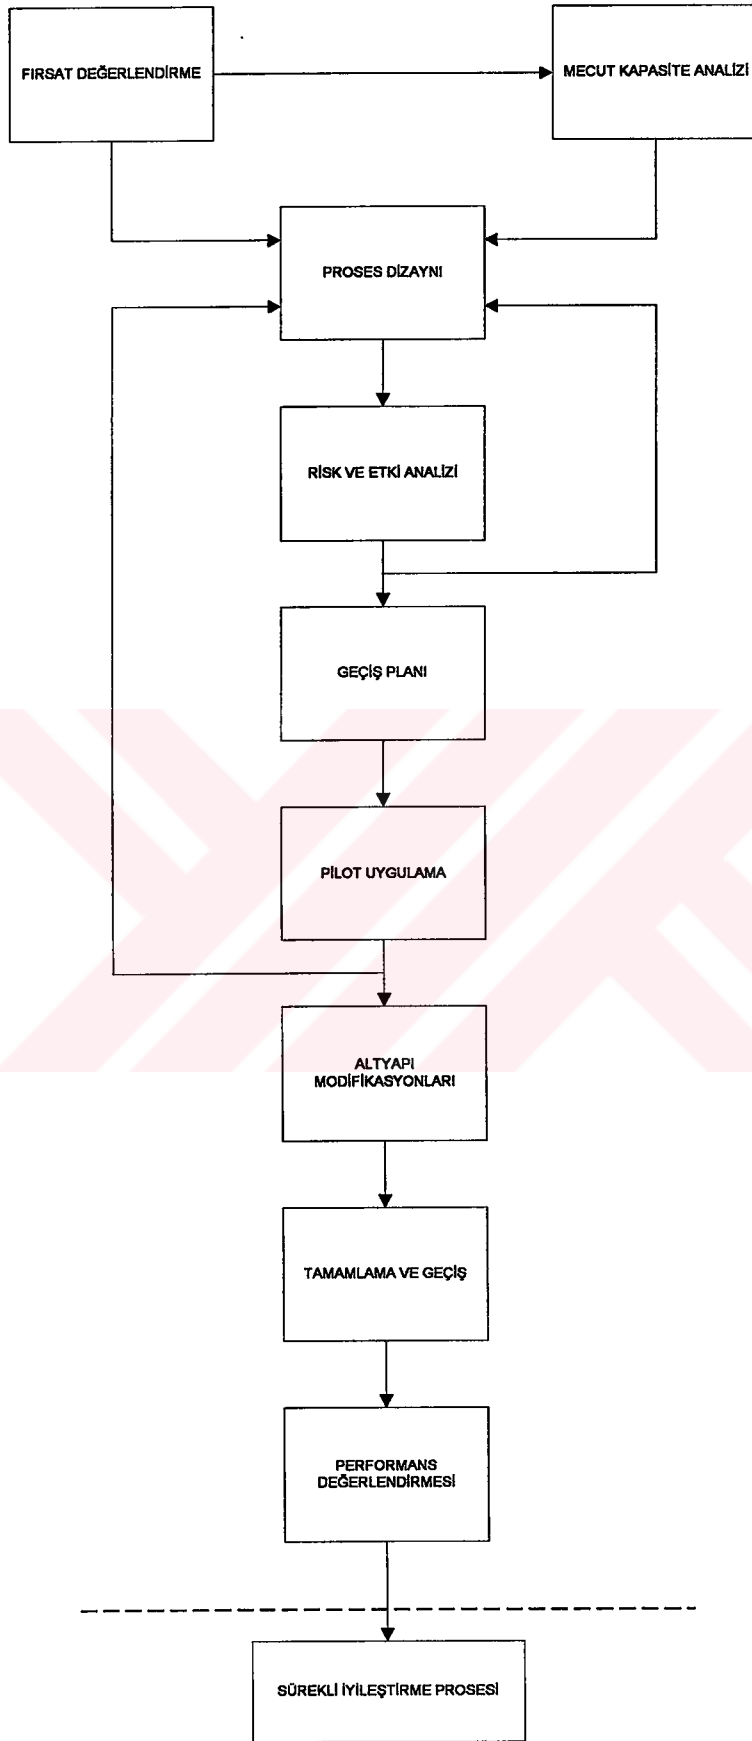 FIRSAT DEĞERLENDİRME
MECUT KAPASİTE ANALİZİ
PROSES DİZAYNI
RİSK VE ETKİ ANALİZİ
GEÇİŞ PLANI
PİLOT UYGULAMA
ALTYAPI
MODİFİKASYONLARI
TAMAMLAMA VE GEÇİŞ
PERFORMANS
DEĞERLENDİRMESİ
SÜREKLİ İYİLEŞTİRME PROSESİ